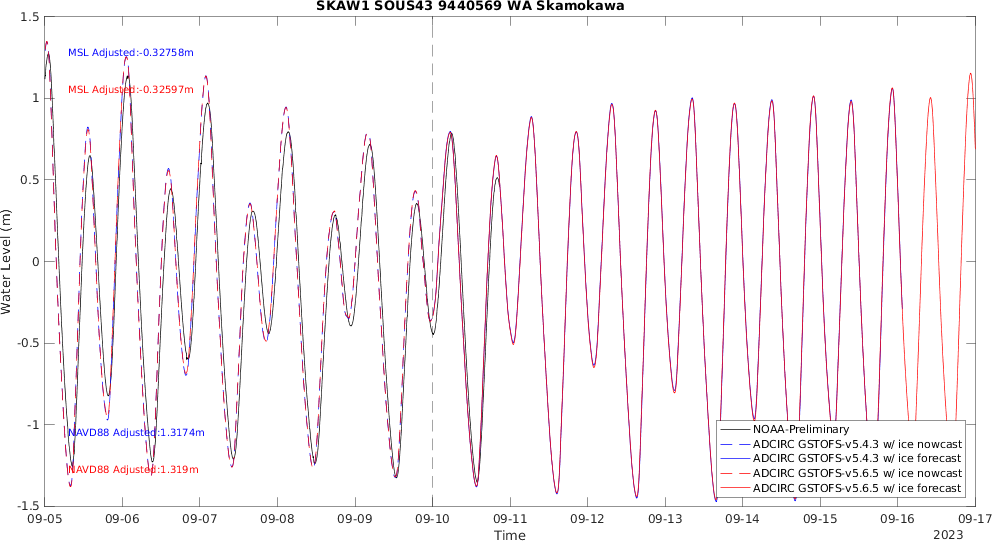 SKAW1 SOUS43 9440569 WA Skamokawa
1.5
MSL Adjusted:-0.32758m
1
MSL Adjusted:-0.32597m
0.5
0
Water Level (m)
-0.5
-1
NAVD88 Adjusted:1.3174m
NAVD88 Adjusted:1.319m
-1.5
NOAA-Preliminary
ADCIRC GSTOFS-v5.4.3 w/ ice nowcast
ADCIRC GSTOFS-v5.4.3 w/ ice forecast
ADCIRC GSTOFS-v5.6.5 w/ ice nowcast
ADCIRC GSTOFS-v5.6.5 w/ ice forecast
09-05 09-06 09-07 09-08 09-09 09-10 09-11 09-12 09-13 09-14 09-15 09-16 09-17
Time
2023